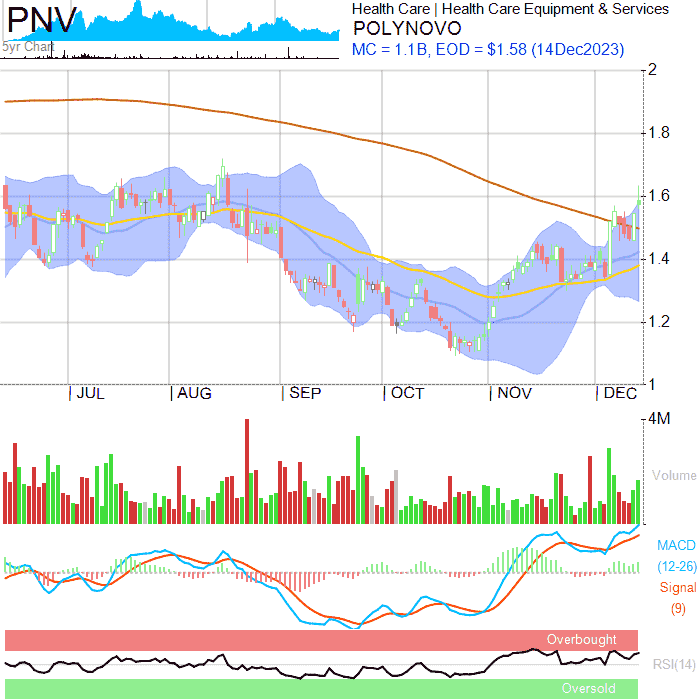 PNV
5yr Chart
Health Care | Health Care Equipment & Services
POLYNOVO
MC = 1.1B, EOD = $1.58 (14Dec2023)
2
1.8
1.6
1.4
1.2
1
| JUL | AUG | SEP | OCT | NOV | DEC
4M
Volume
MACD
(12-26)
Signal
(9)
Overbought
RSI(14)
Oversold